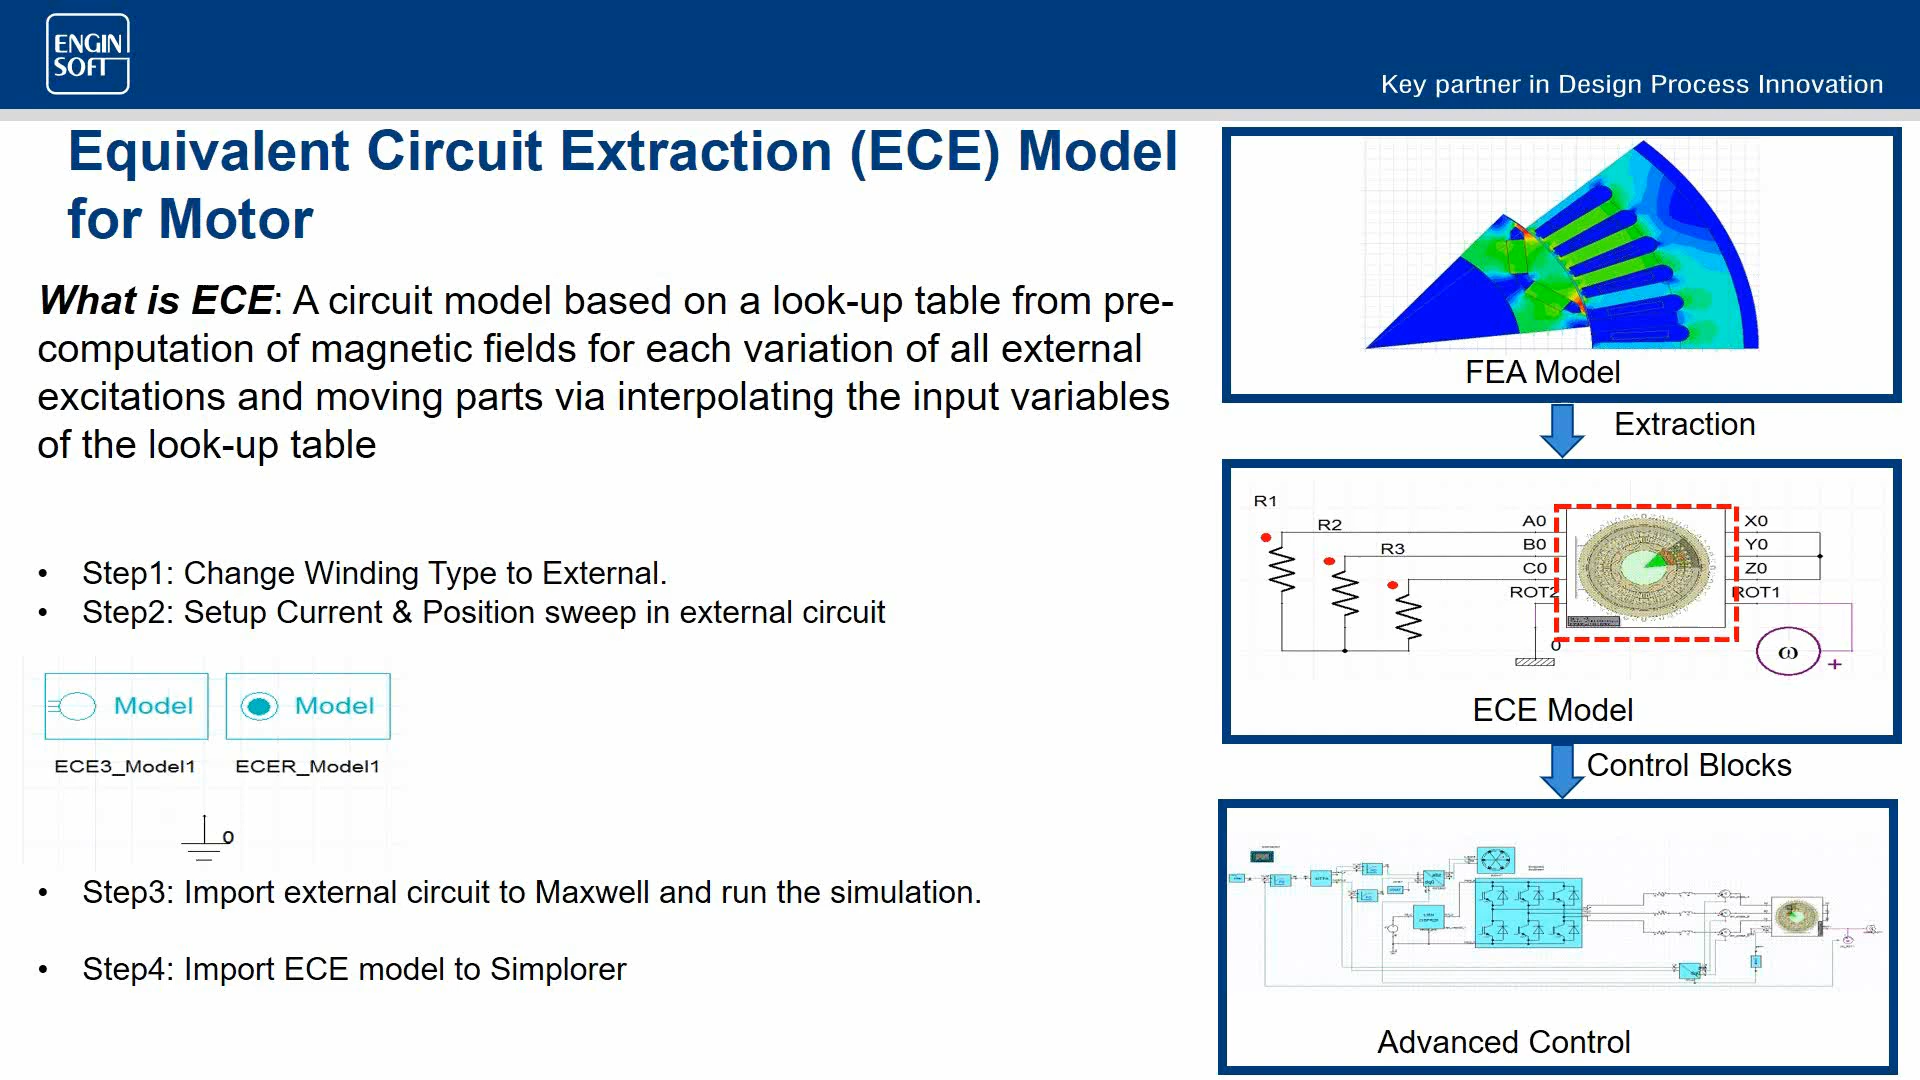 ENGIN
SOFT
Key partner in Design Process Innovation
Equivalent Circuit Extraction (ECE) Model
for Motor
What is ECE: A circuit model based on a look-up table from pre-
computation of magnetic fields for each variation of all external
excitations and moving parts via interpolating the input variables
of the look-up table
• Step1: Change Winding Type to External.
• Step2: Setup Current & Position sweep in external circuit
Model
Model
ECE3_Model1
ECER_Model1
0
• Step3: Import external circuit to Maxwell and run the simulation.
• Step4: Import ECE model to Simplorer
FEA Model
Extraction
R1
R2
R3
A0
B0
C0
ROT2
X0
Y0
Z0
ROT1
0
ω
+
ECE Model
Control Blocks
Advanced Control